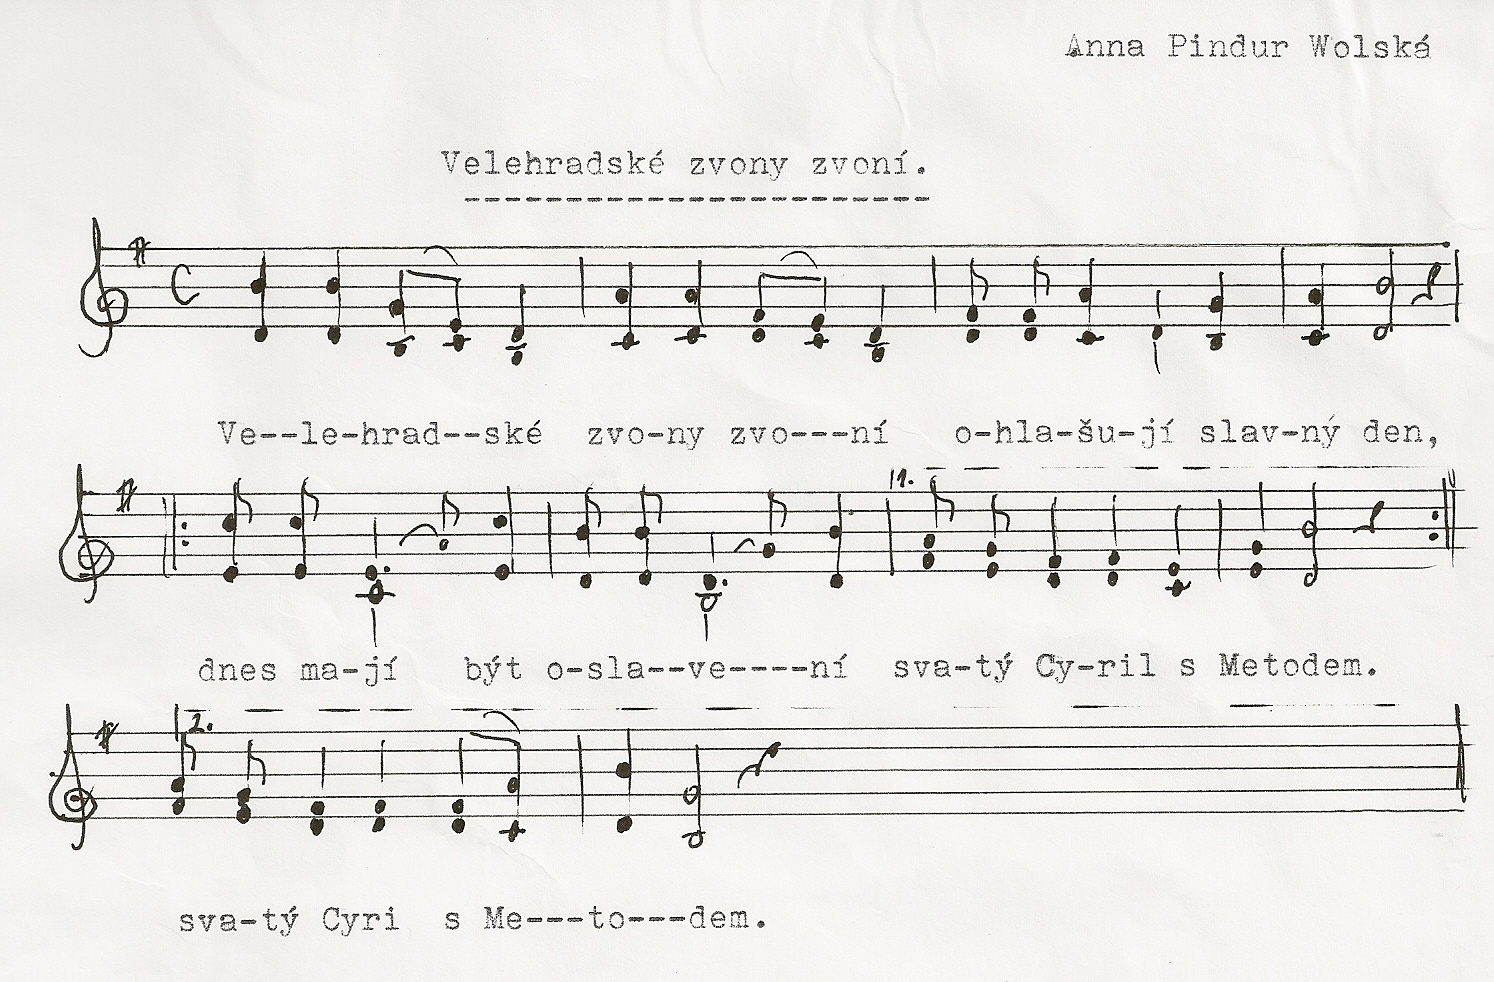 Anna Pindur Wolská
Velehradské zvony zvoní.
Ve--le-hrad--ské zvo-ny zvo---ní o-hla-šu-jí slav-ný den,
1.
dnes ma-jí být o-sla--ve----ní sva-tý Cy-ril s Metodem.
2.
sva-tý Cyri s Me---to---dem.